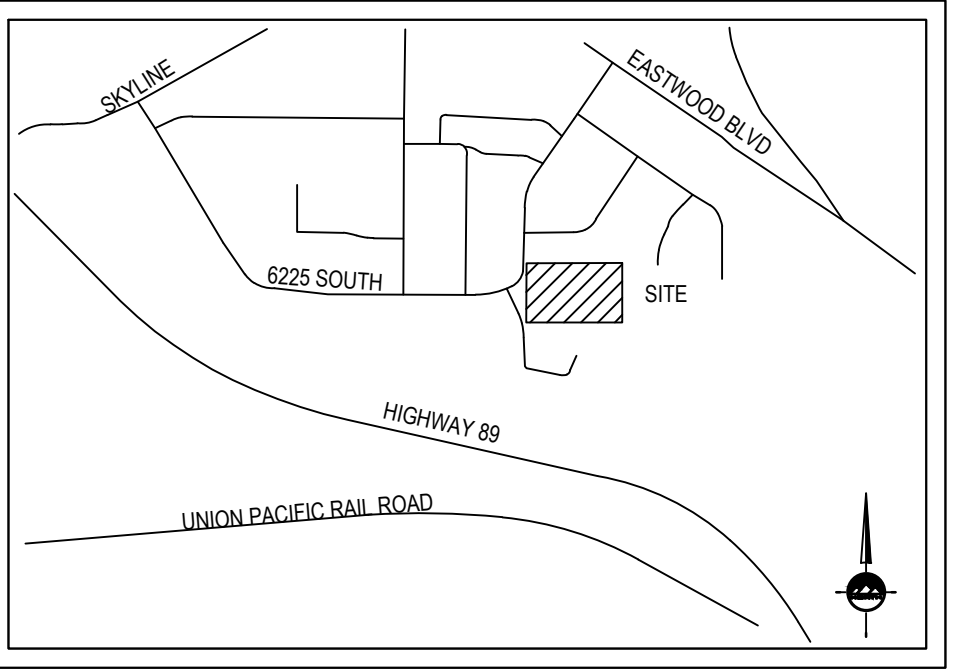 SKYLINE
EASTWOOD BLVD
6225 SOUTH
SITE
HIGHWAY 89
UNION PACIFIC RAIL ROAD